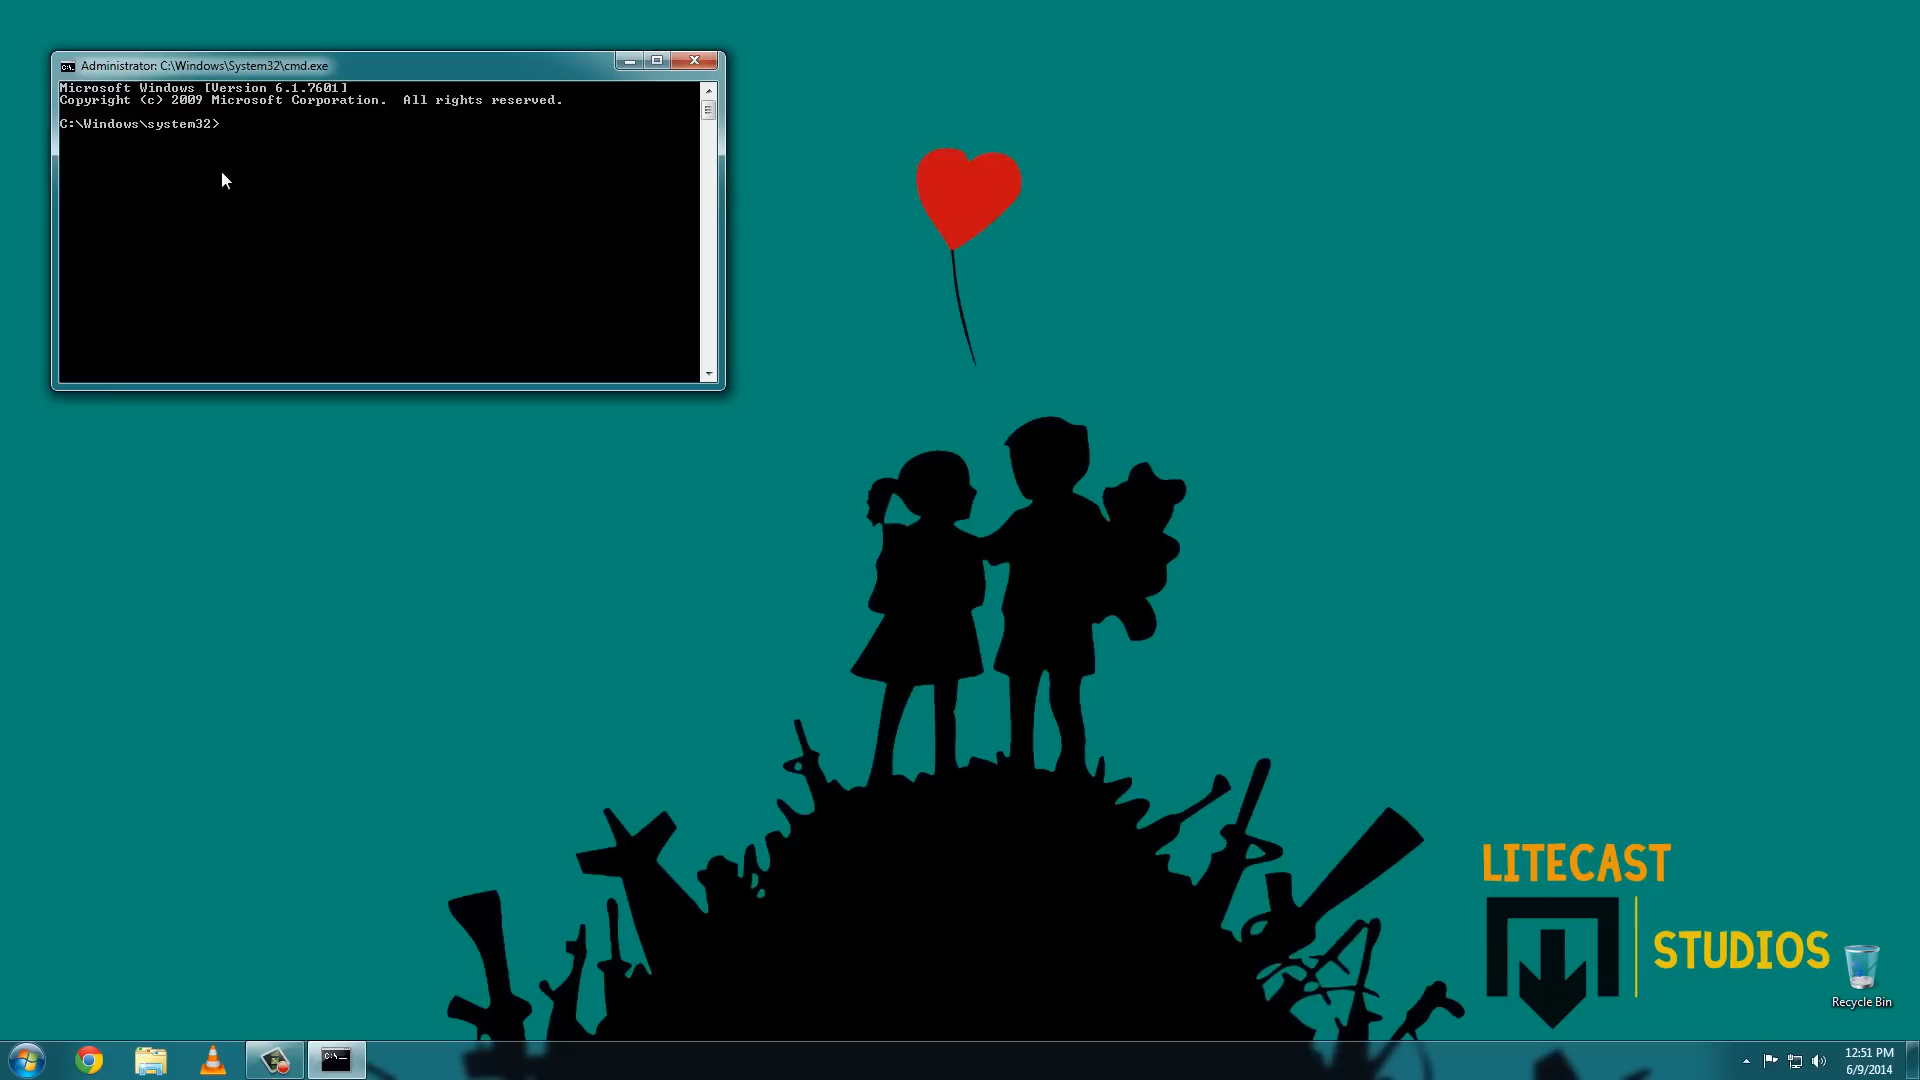 Administrator: C:\Windows\System32\cmd.exe
Microsoft Windows [Version 6.1.7601]
Copyright (c) 2009 Microsoft Corporation.  All rights reserved.
C:\Windows\system32>
LITECAST
STUDIOS
Recycle Bin
C:\._
12:51 PM
6/9/2014